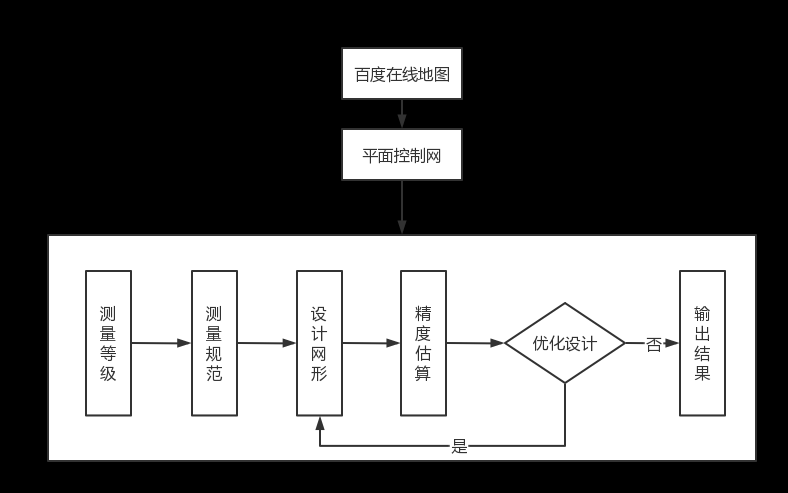 百度在线地图
平面控制网
测量等级
测量规范
设计网形
精度估算
优化设计
否
输出结果
是